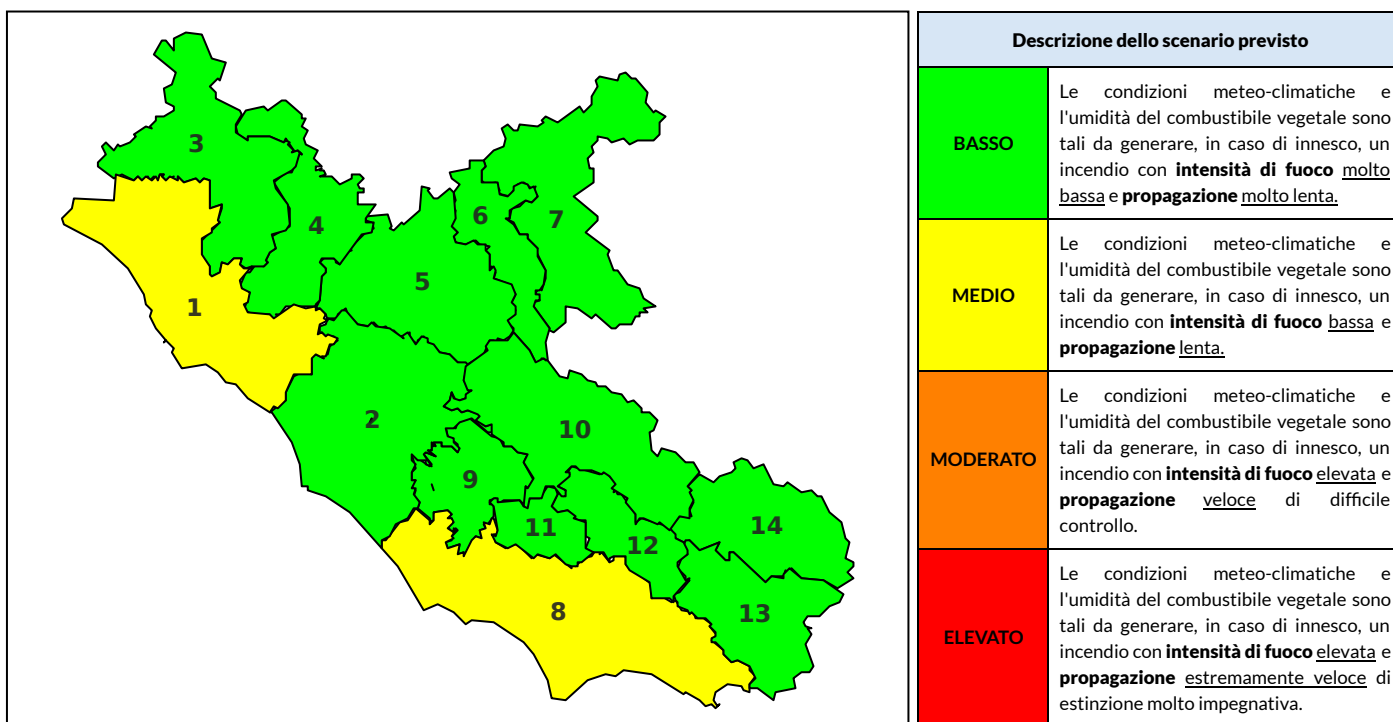 3
4
6
7
5
1
2
10
9
11
14
12
8
13
Descrizione dello scenario previsto
BASSO
Le condizioni meteo-climatiche e
l'umidità del combustibile vegetale sono
tali da generare, in caso di innesco, un
incendio con intensità di fuoco molto
bassa e propagazione molto lenta.
MEDIO
Le condizioni meteo-climatiche e
l'umidità del combustibile vegetale sono
tali da generare, in caso di innesco, un
incendio con intensità di fuoco bassa e
propagazione lenta.
MODERATO
Le condizioni meteo-climatiche e
l'umidità del combustibile vegetale sono
tali da generare, in caso di innesco, un
incendio con intensità di fuoco elevata e
propagazione veloce di difficile
controllo.
ELEVATO
Le condizioni meteo-climatiche e
l'umidità del combustibile vegetale sono
tali da generare, in caso di innesco, un
incendio con intensità di fuoco elevata e
propagazione estremamente veloce di
estinzione molto impegnativa.